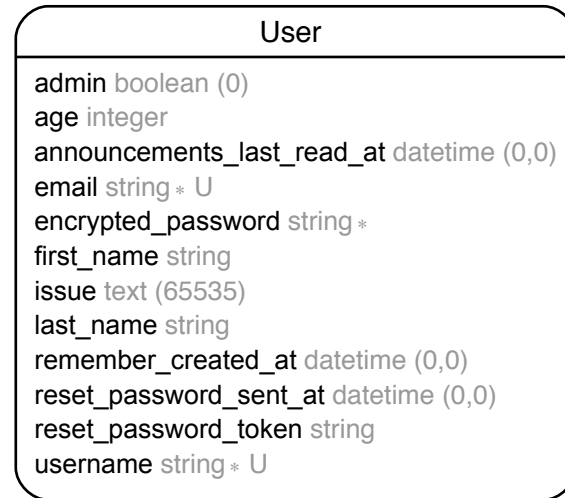 User
admin boolean (0)
age integer
announcements_last_read_at datetime (0,0)
email string * U
encrypted_password string *
first_name string
issue text (65535)
last_name string
remember_created_at datetime (0,0)
reset_password_sent_at datetime (0,0)
reset_password_token string
username string * U